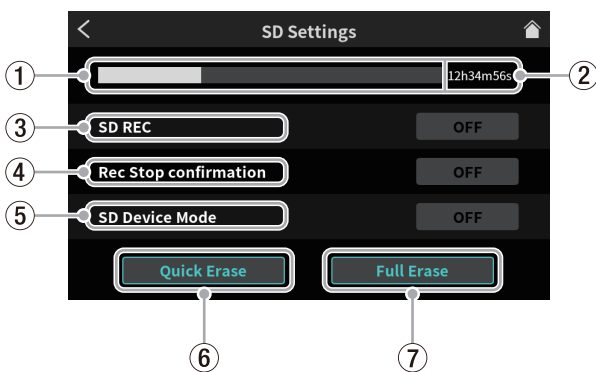 SD Settings
① 12h34m56s ②
③ SD REC OFF
④ Rec Stop confirmation OFF
⑤ SD Device Mode OFF
Quick Erase Full Erase
⑥ ⑦